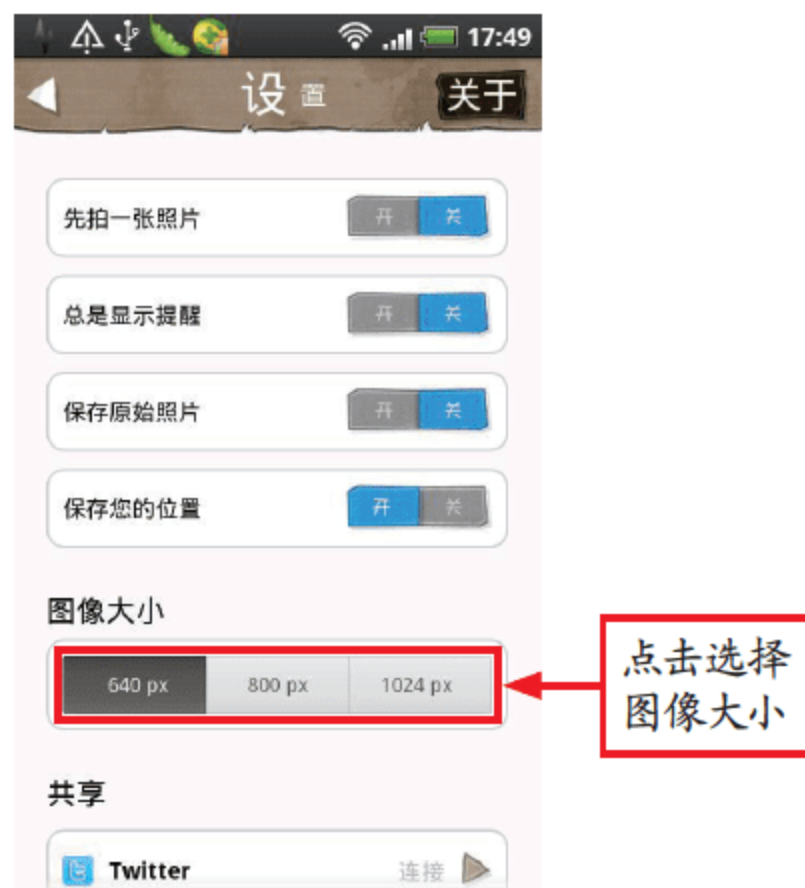 17:49
设置
关于
先拍一张照片
开 关
总是显示提醒
开 关
保存原始照片
开 关
保存您的位置
开 关
图像大小
640 px 800 px 1024 px
点击选择
图像大小
共享
Twitter 连接